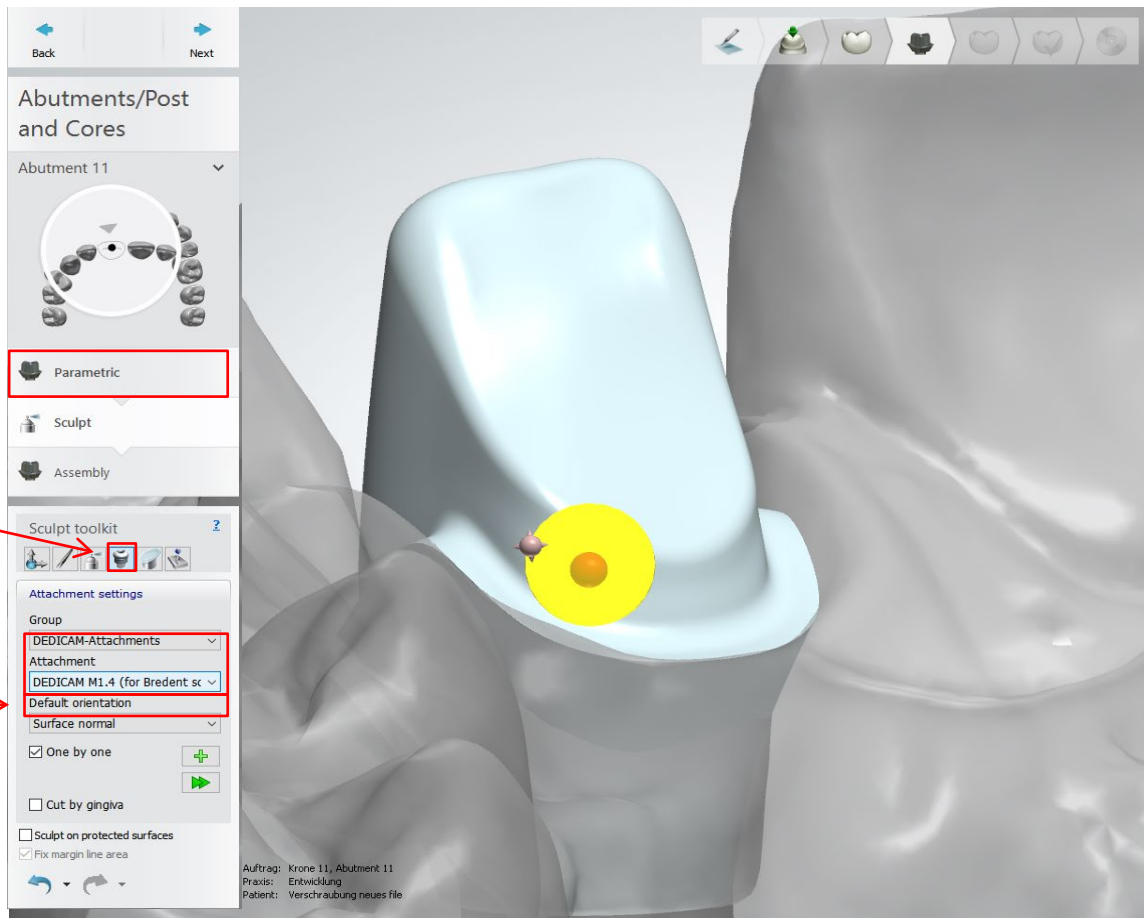 Back
Next
Abutments/Post
and Cores
Abutment 11
Parametric
Sculpt
Assembly
Sculpt toolkit
?
Attachment settings
Group
DEDICAM-Attachments
Attachment
DEDICAM M1.4 (for Bredent sc
Default orientation
Surface normal
One by one
Cut by gingiva
Sculpt on protected surfaces
Fix margin line area
Auftrag: Krone 11, Abutment 11
Praxis: Entwicklung
Patient: Verschraubung neues file